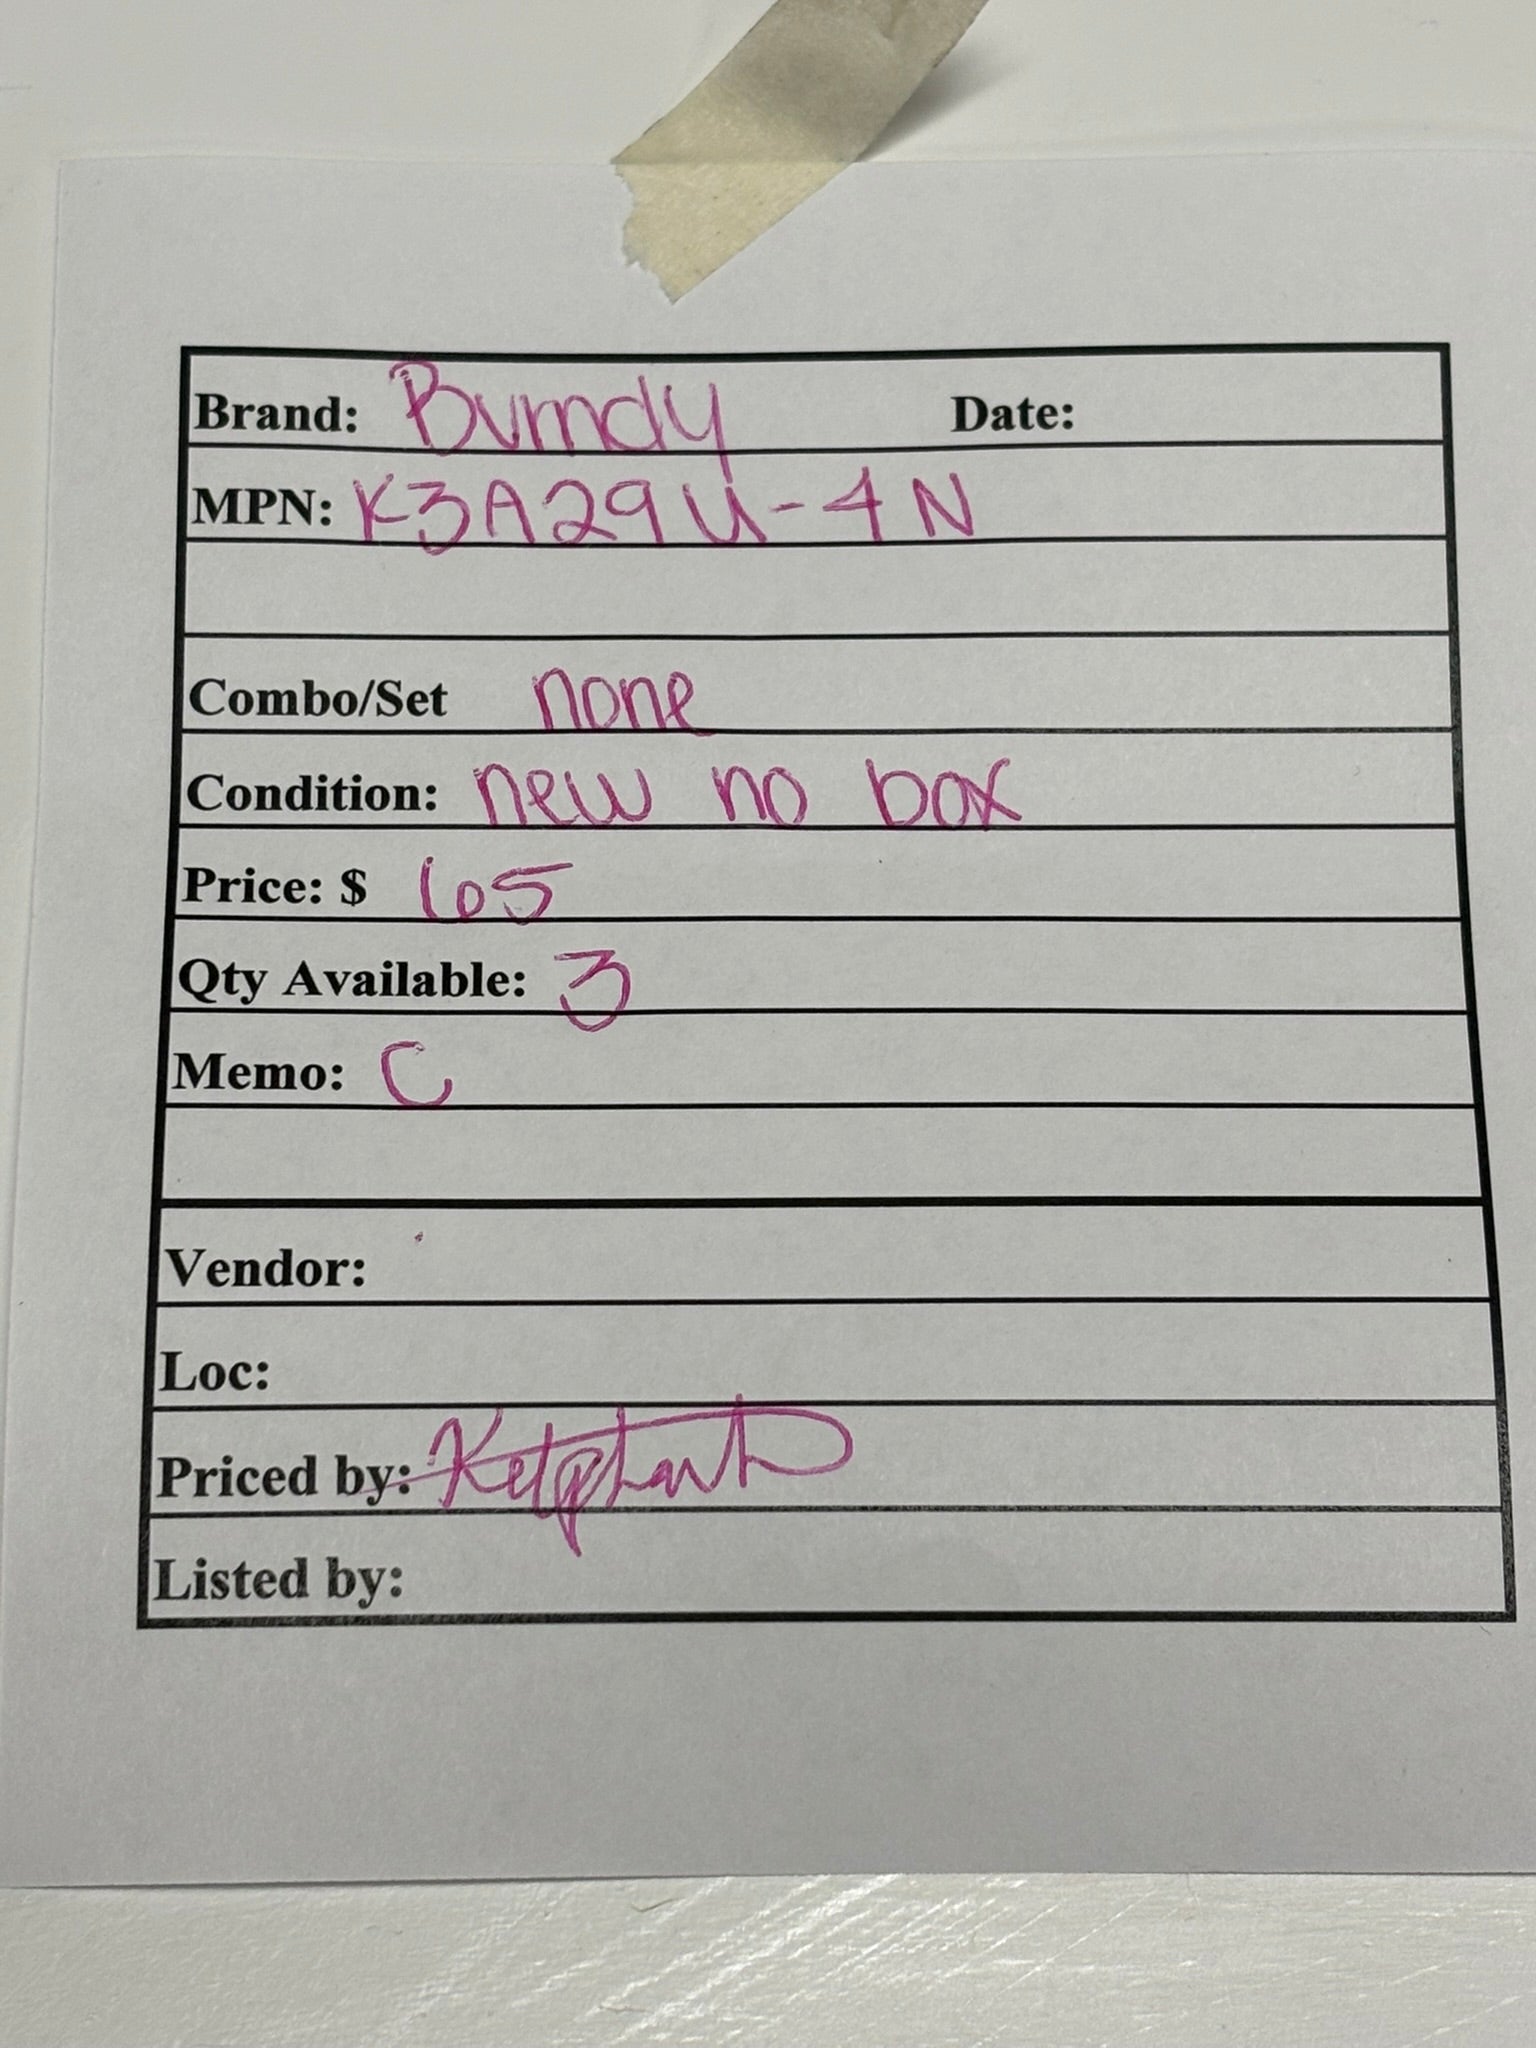 Brand: Burndy Date:
MPN: K3A29U-4N
Combo/Set none
Condition: new no box
Price: $ 65
Qty Available: 3
Memo: C
Vendor:
Loc:
Priced by:
Listed by: